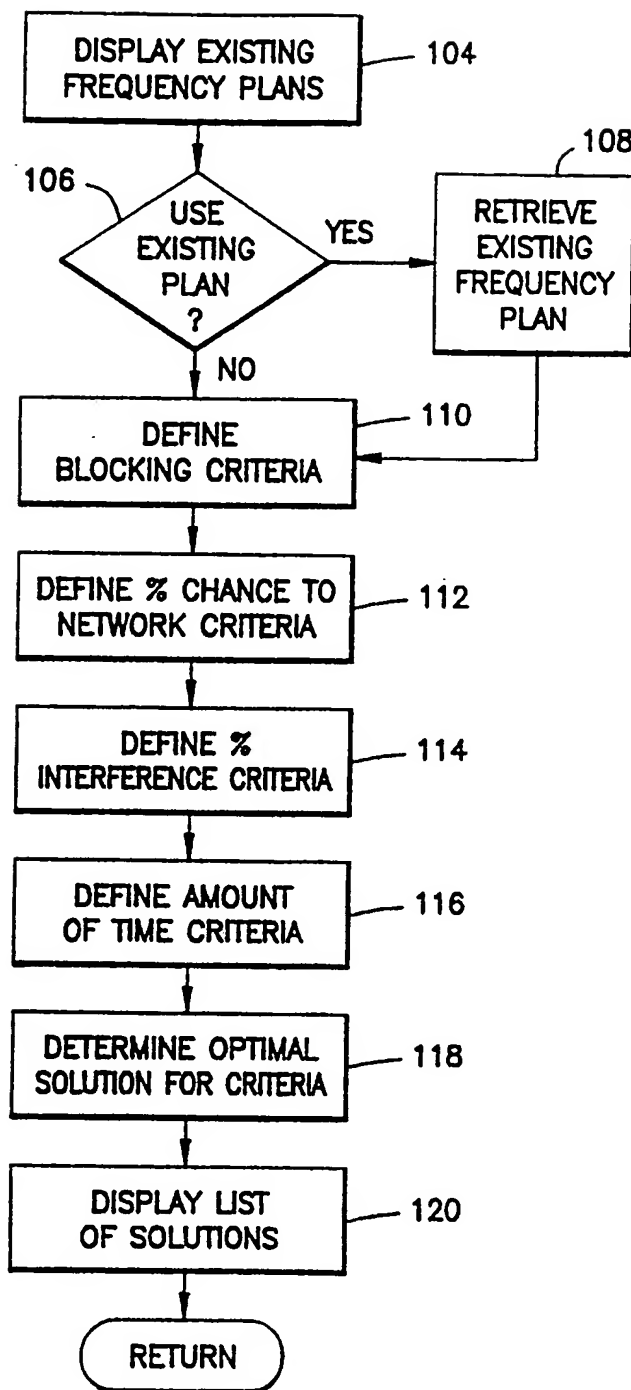 DISPLAY EXISTING
FREQUENCY PLANS
104
106
USE
EXISTING
PLAN
?
YES
108
RETRIEVE
EXISTING
FREQUENCY
PLAN
NO
DEFINE
BLOCKING CRITERIA
110
DEFINE % CHANCE TO
NETWORK CRITERIA
112
DEFINE %
INTERFERENCE CRITERIA
114
DEFINE AMOUNT
OF TIME CRITERIA
116
DETERMINE OPTIMAL
SOLUTION FOR CRITERIA
118
DISPLAY LIST
OF SOLUTIONS
120
RETURN